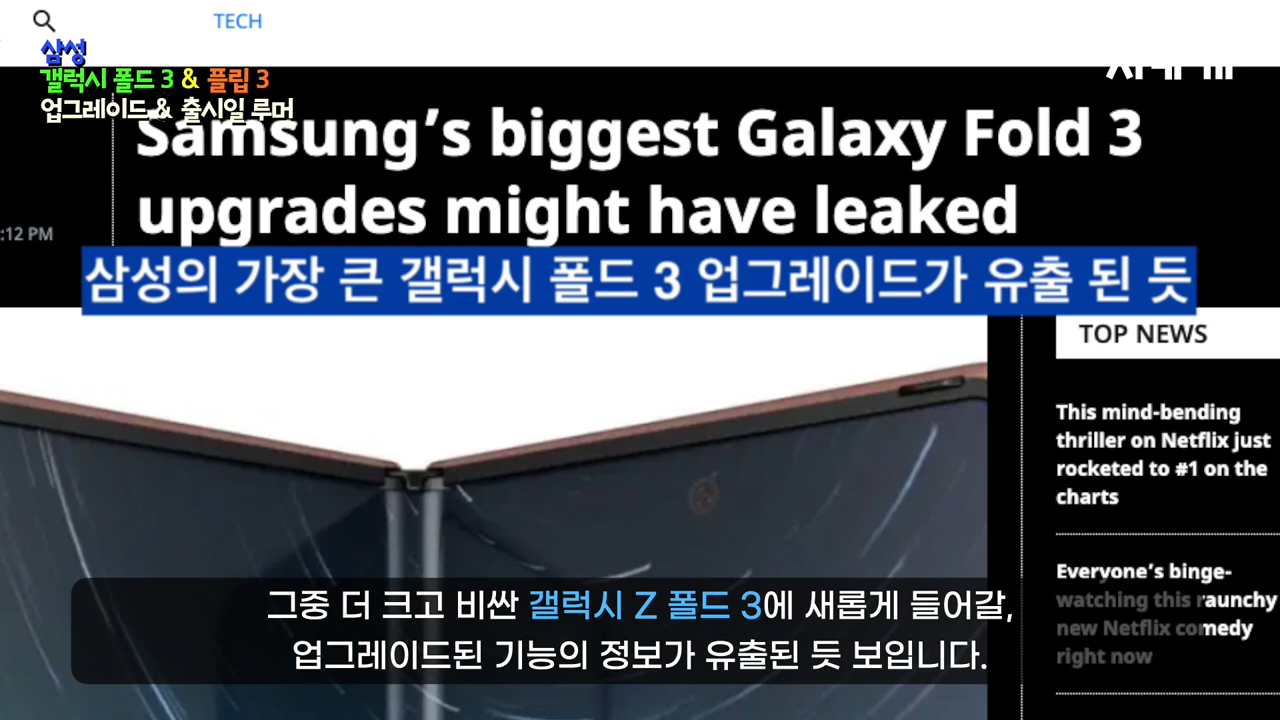 TECH
삼성
갤럭시 폴드 3 & 플립 3
업그레이드 & 출시일 루머
Samsung’s biggest Galaxy Fold 3
upgrades might have leaked
:12 PM
삼성의 가장 큰 갤럭시 폴드 3 업그레이드가 유출 된 듯
TOP NEWS
This mind-bending
thriller on Netflix just
rocketed to #1 on the
charts
Everyone’s binge-
watching this raunchy
new Netflix comedy
right now
그중 더 크고 비싼 갤럭시 Z 폴드 3에 새롭게 들어갈,
업그레이드된 기능의 정보가 유출된 듯 보입니다.